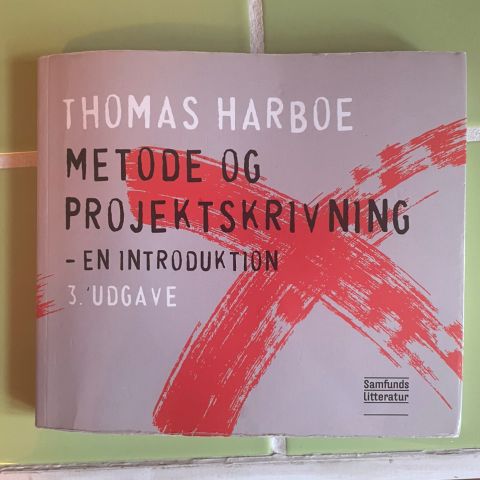 THOMAS HARBOE
METODE OG
PROJEKTSKRIVNING
– EN INTRODUKTION
3. UDGAVE
Samfunds
litteratur